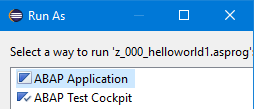 Run As
Select a way to run 'z_000_helloworld1.asprog':
ABAP Application
ABAP Test Cockpit